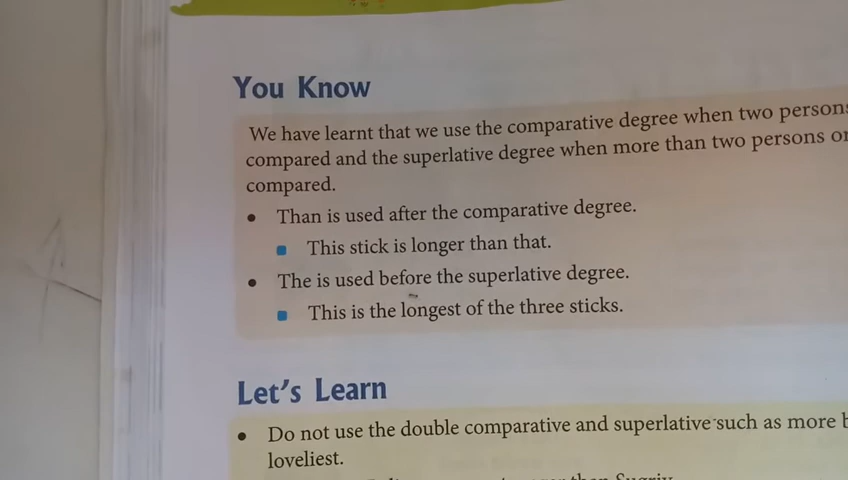 You Know
We have learnt that we use the comparative degree when two persons
compared and the superlative degree when more than two persons or
compared.
• Than is used after the comparative degree.
▪ This stick is longer than that.
• The is used before the superlative degree.
▪ This is the longest of the three sticks.
Let's Learn
• Do not use the double comparative and superlative such as more
loveliest.
than Sugriv